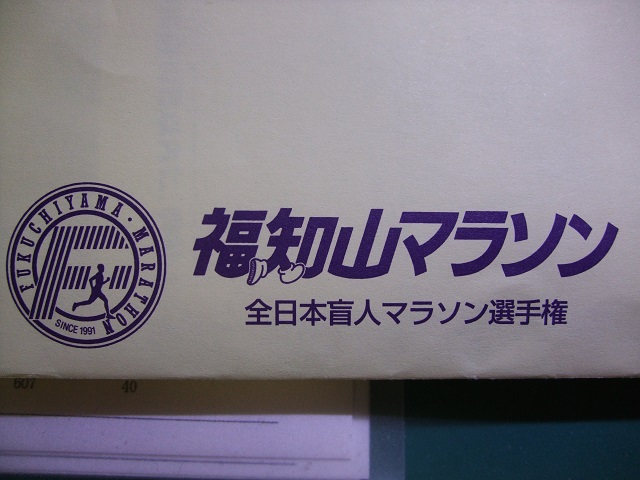 FUKUCHIYAMA・MARATHON
SINCE 1991
福知山マラソン
全日本盲人マラソン選手権
607 40